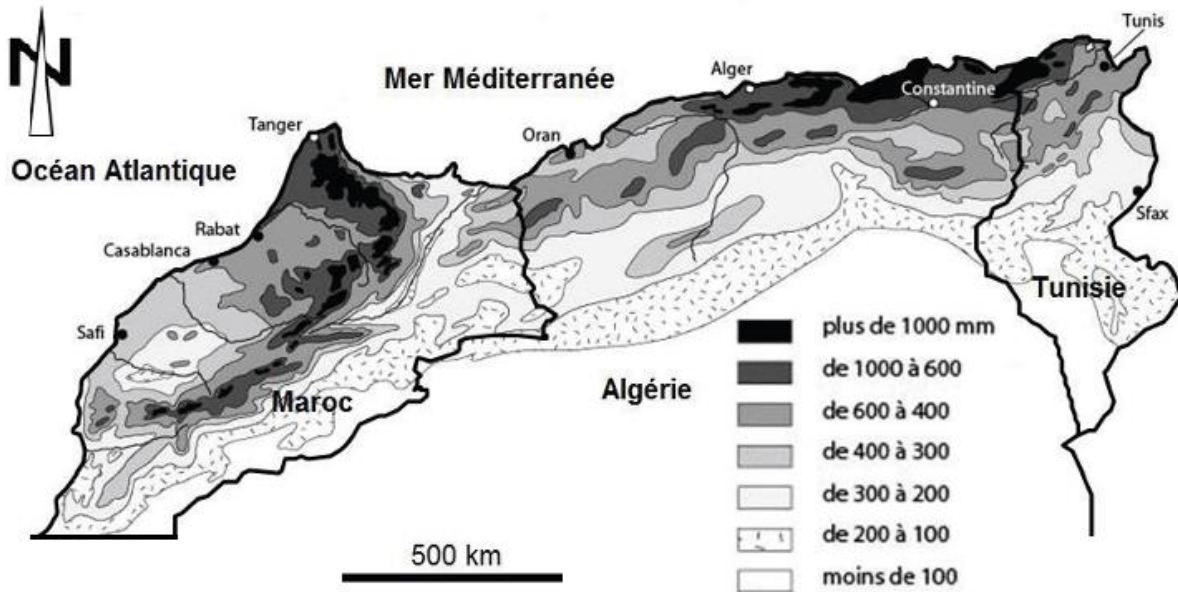 N
Mer Méditerranée
Océan Atlantique
Tanger
Rabat
Casablanca
Safi
Oran
Alger
Constantine
Tunis
Sfax
Maroc
Algérie
Tunisie
plus de 1000 mm
de 1000 à 600
de 600 à 400
de 400 à 300
de 300 à 200
de 200 à 100
moins de 100
500 km